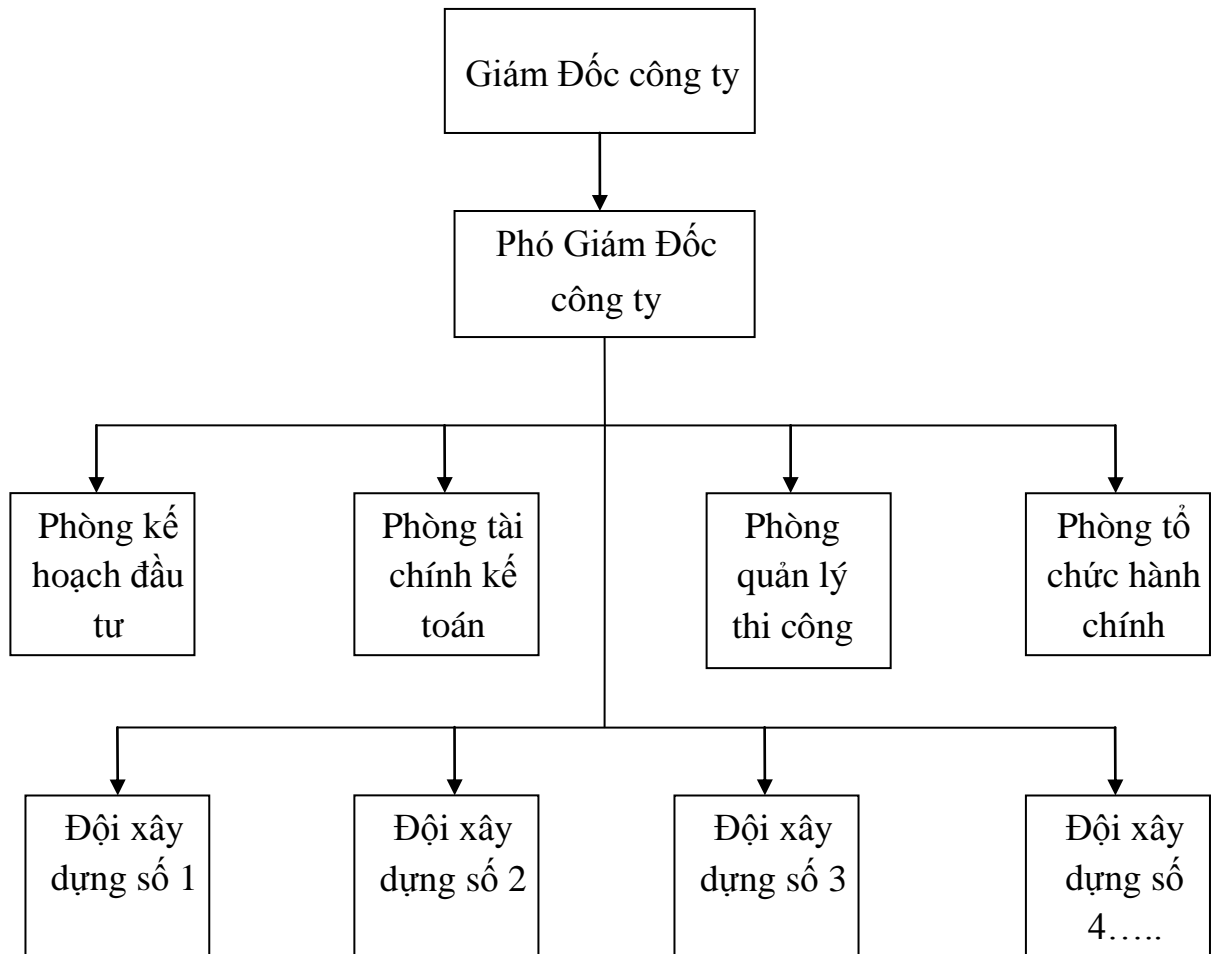 Giám Đốc công ty
Phó Giám Đốc
công ty
Phòng kế
hoạch đầu
tư
Phòng tài
chính kế
toán
Phòng
quản lý
thi công
Phòng tổ
chức hành
chính
Đội xây
dựng số 1
Đội xây
dựng số 2
Đội xây
dựng số 3
Đội xây
dựng số
4…..